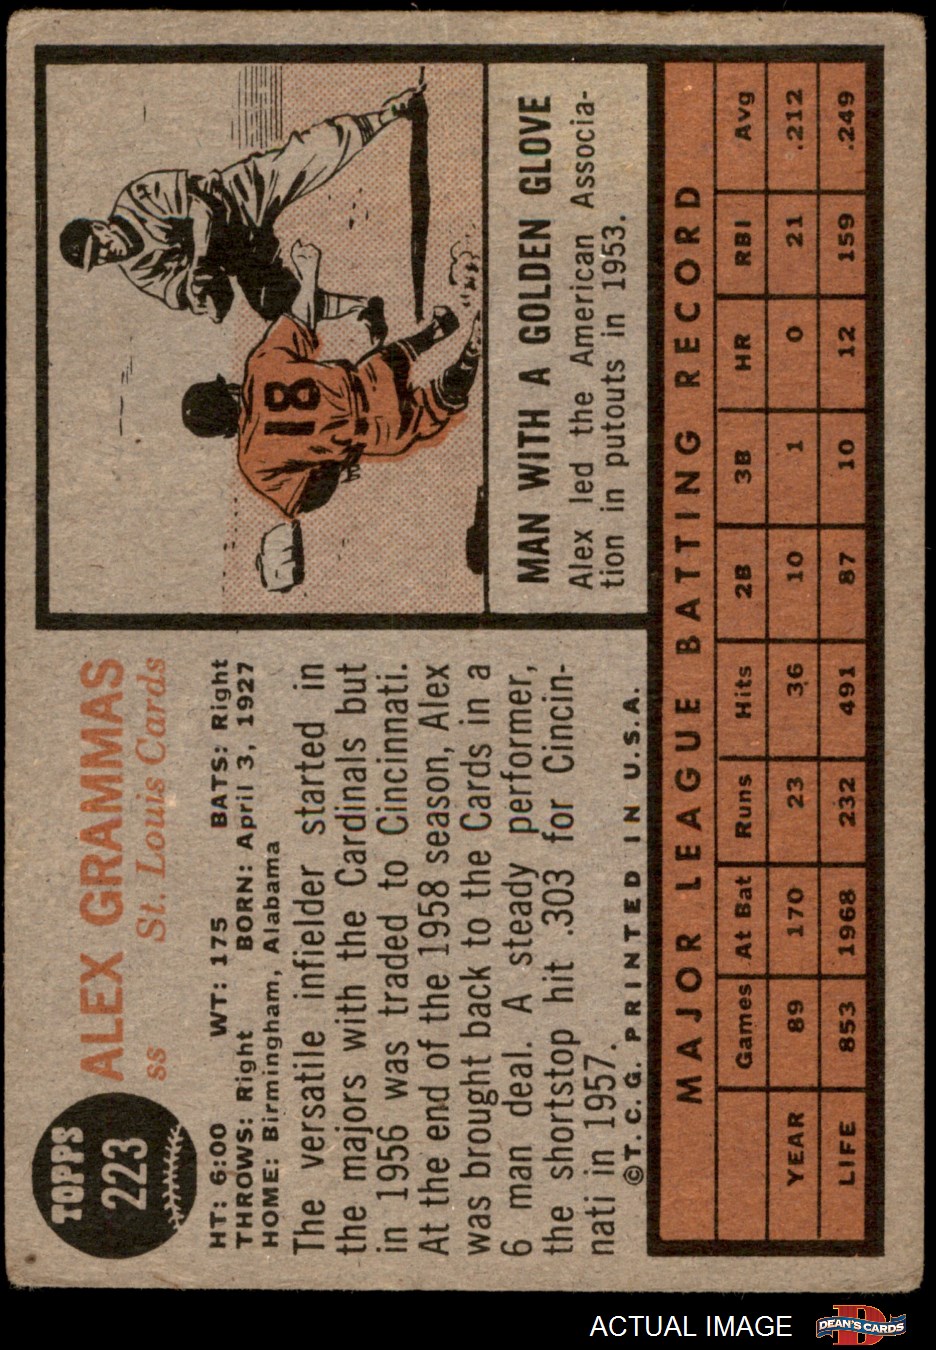 TOPPS
223
ALEX GRAMMAS
ss St. Louis Cards
HT: 6:00 WT: 175 BATS: Right
THROWS: Right BORN: April 3, 1927
HOME: Birmingham, Alabama
The versatile infielder started in
the majors with the Cardinals but
in 1956 was traded to Cincinnati.
At the end of the 1958 season, Alex
was brought back to the Cards in a
6 man deal. A steady performer,
the shortstop hit .303 for Cincin-
nati in 1957.
©T. C. G. PRINTED IN U.S.A.
18
MAN WITH A GOLDEN GLOVE
Alex led the American Associa-
tion in putouts in 1953.
MAJOR LEAGUE BATTING RECORD
Games At Bat Runs Hits 2B 3B HR RBI Avg
YEAR 89 170 23 36 10 1 0 21 .212
LIFE 853 1968 232 491 87 10 12 159 .249
ACTUAL IMAGE
D
DEAN'S CARDS